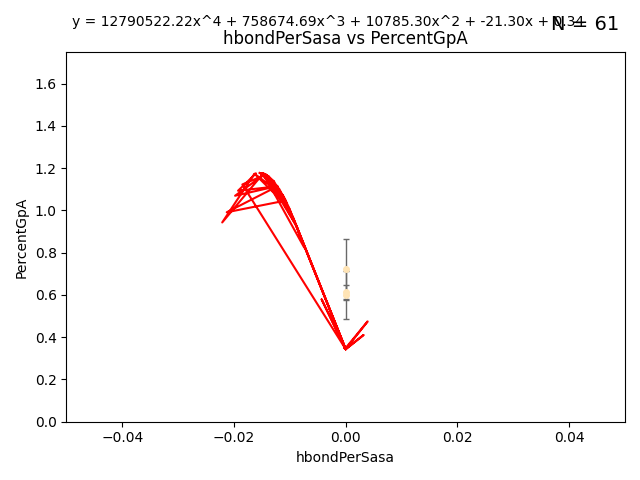 y = 12790522.22x^4 + 758674.69x^3 + 10785.30x^2 + -21.30x + 0.34
N = 61
hbondPerSasa vs PercentGpA
1.6
1.4
1.2
1.0
0.8
0.6
0.4
0.2
0.0
PercentGpA
−0.04
−0.02
0.00
0.02
0.04
hbondPerSasa